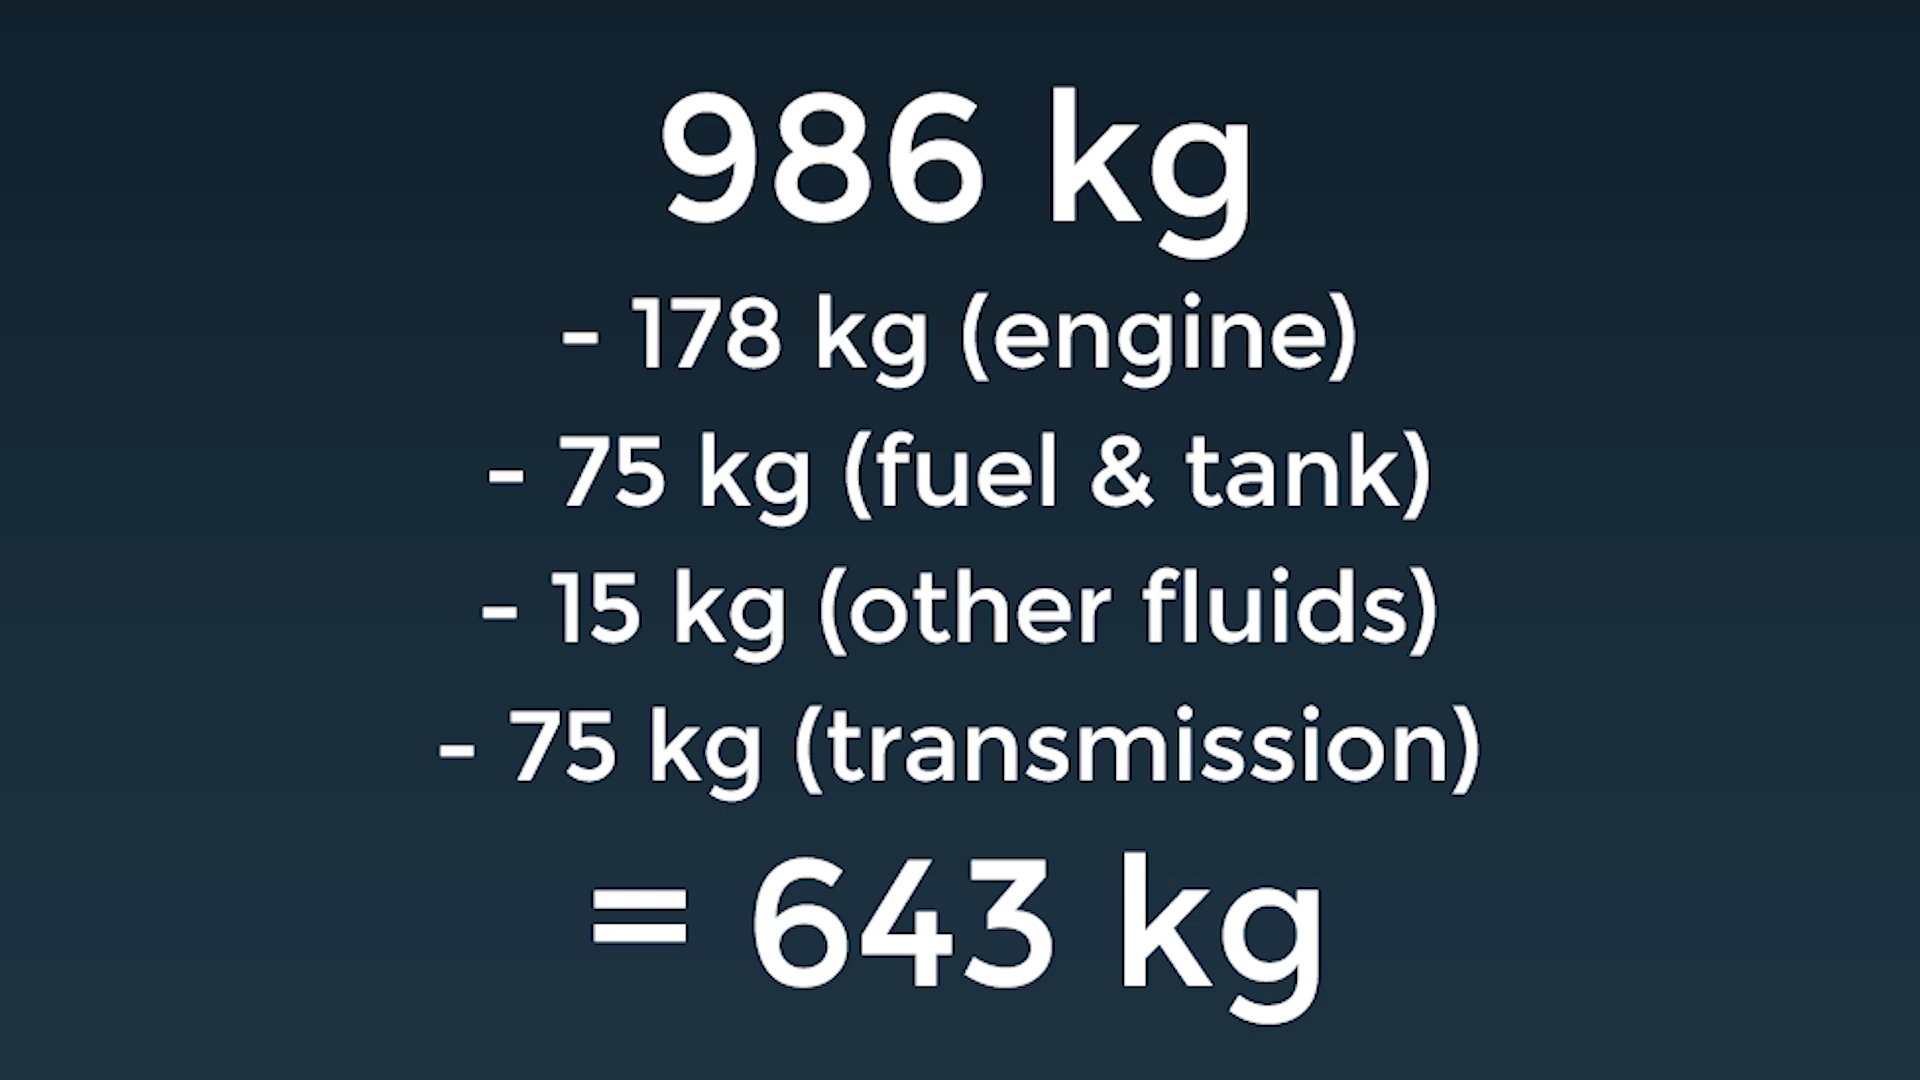 986 kg
- 178 kg (engine)
- 75 kg (fuel & tank)
- 15 kg (other fluids)
- 75 kg (transmission)
= 643 kg